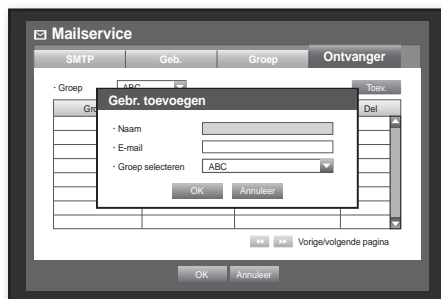 Mailservice
SMTP Geb. Groep Ontvanger
· Groep ABC Toev.
Del
Gebr. toevoegen
· Naam
· E-mail
· Groep selecteren ABC
OK Annuleer
Vorige/volgende pagina
OK Annuleer